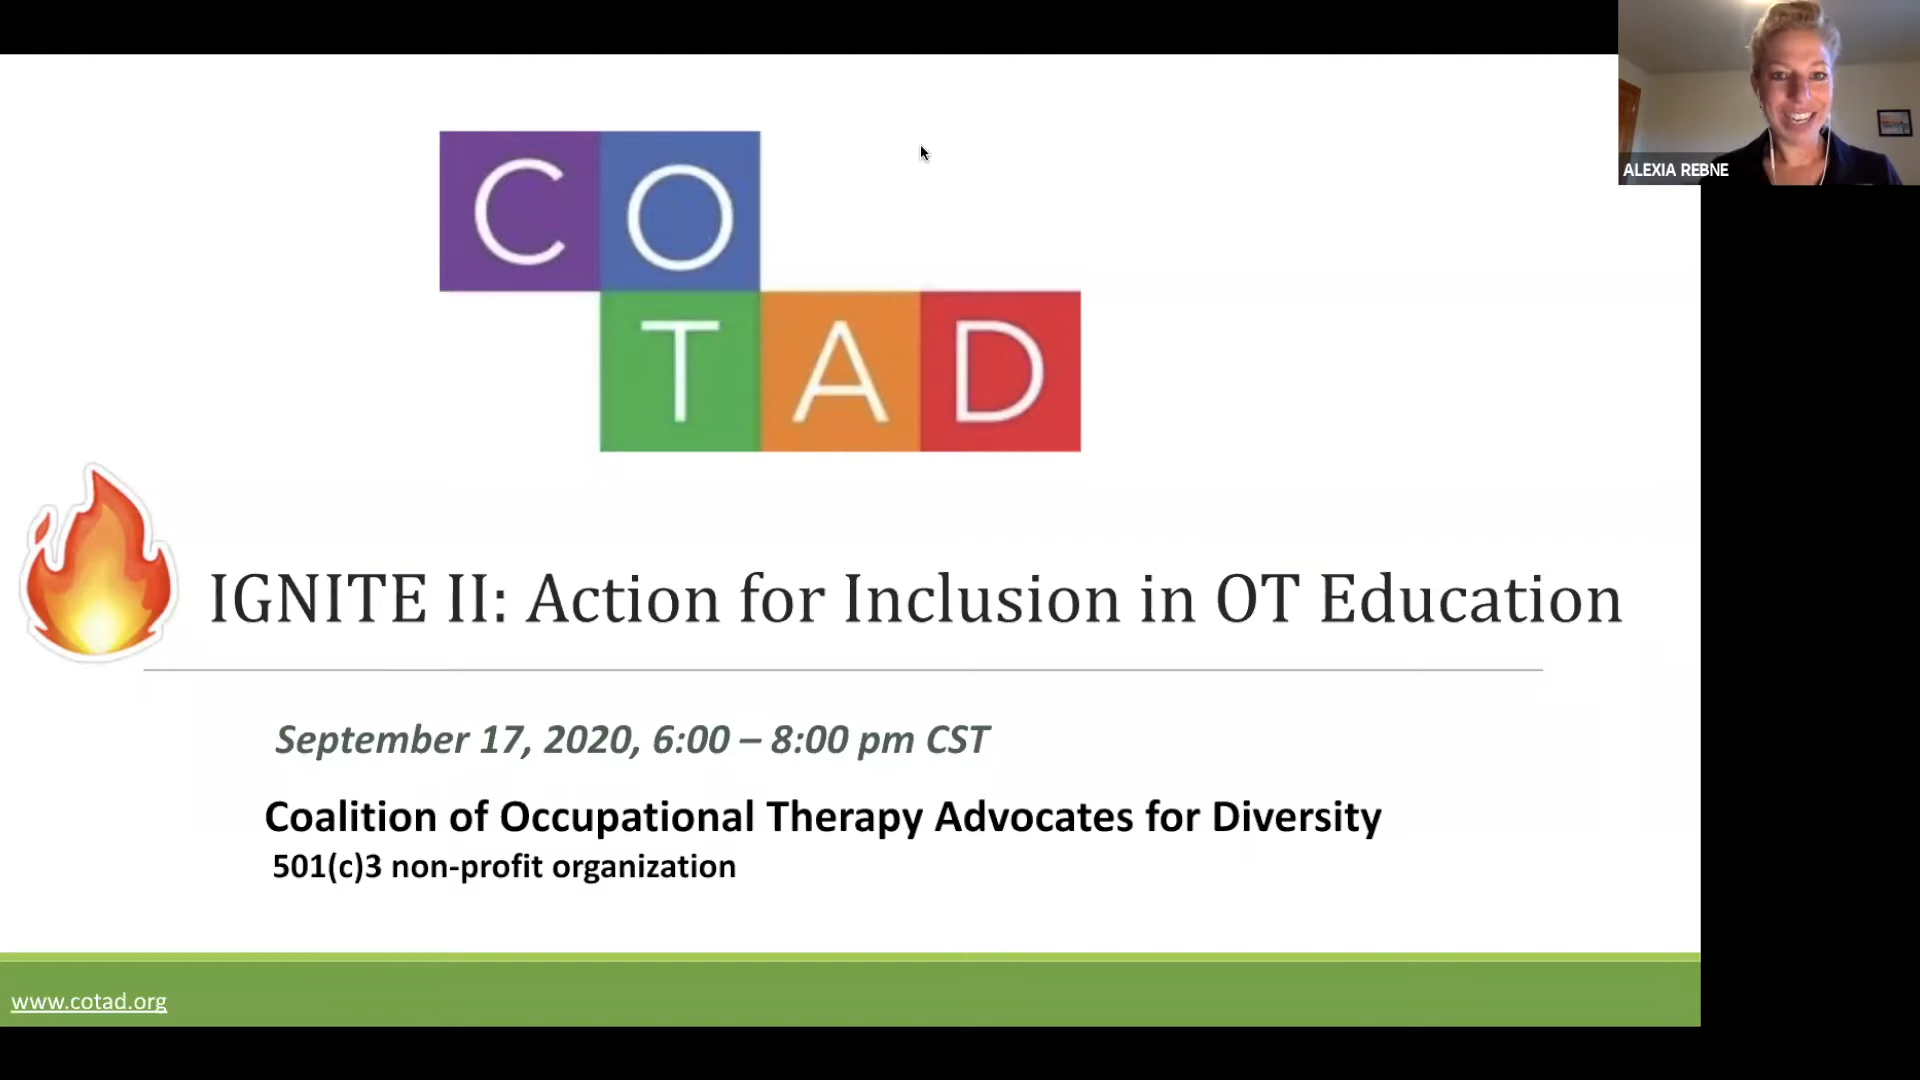 CO
TAD
ALEXIA REBNE
IGNITE II: Action for Inclusion in OT Education
September 17, 2020, 6:00 – 8:00 pm CST
Coalition of Occupational Therapy Advocates for Diversity
501(c)3 non-profit organization
www.cotad.org